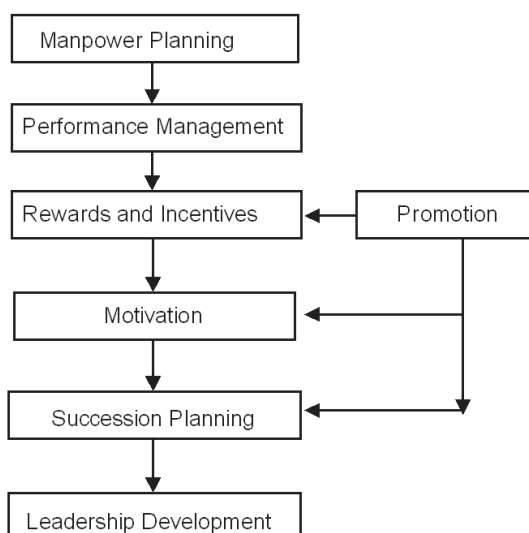 Manpower Planning
Performance Management
Rewards and Incentives
Promotion
Motivation
Succession Planning
Leadership Development